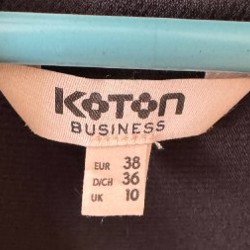 KOTON
BUSINESS
EUR 38
D/CH 36
UK 10